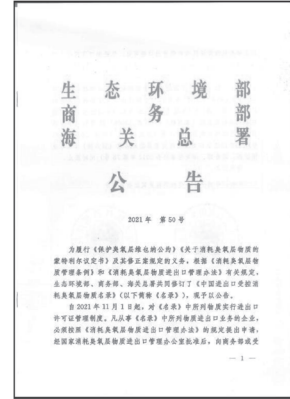 生态环境部
商务部
海关总署
公告
2021年 第50号
为履行《保护臭氧层维也纳公约》《关于消耗臭氧层物质的
蒙特利尔议定书》及其修正案规定的义务，根据《消耗臭氧层物
质管理条例》和《消耗臭氧层物质进出口管理办法》有关规定，
生态环境部、商务部、海关总署共同修订了《中国进出口受控消
耗臭氧层物质名录》（以下简称《名录》），现予以公布。
自2021年11月1日起，对《名录》中所列物质实行进出口
许可证管理制度。凡从事《名录》中所列物质进出口业务的企业，
必须按照《消耗臭氧层物质进出口管理办法》的规定提出申请，
经国家消耗臭氧层物质进出口管理办公室批准后，向商务部或受
— 1 —